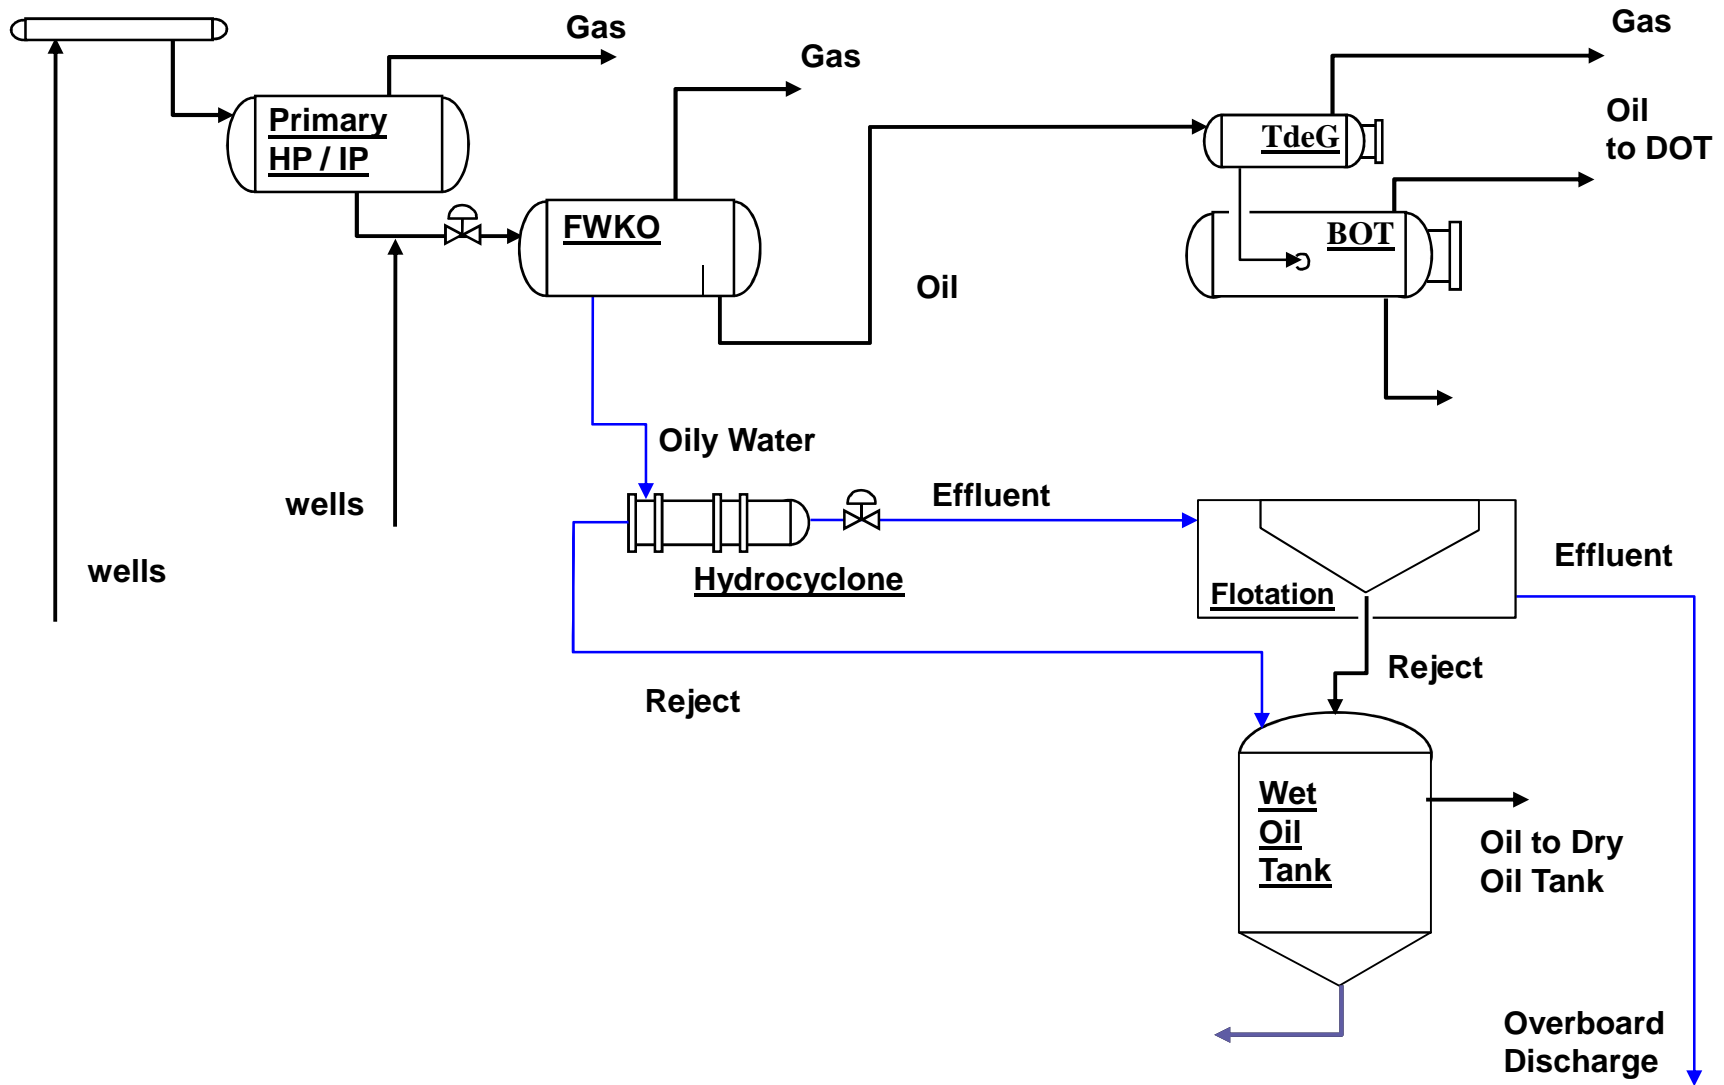 Gas
Gas
Gas
Primary
HP / IP
TdeG
Oil
to DOT
FWKO
BOT
Oil
Oily Water
wells
Effluent
wells
Hydrocyclone
Flotation
Effluent
Reject
Reject
Wet
Oil
Tank
Oil to Dry
Oil Tank
Overboard
Discharge